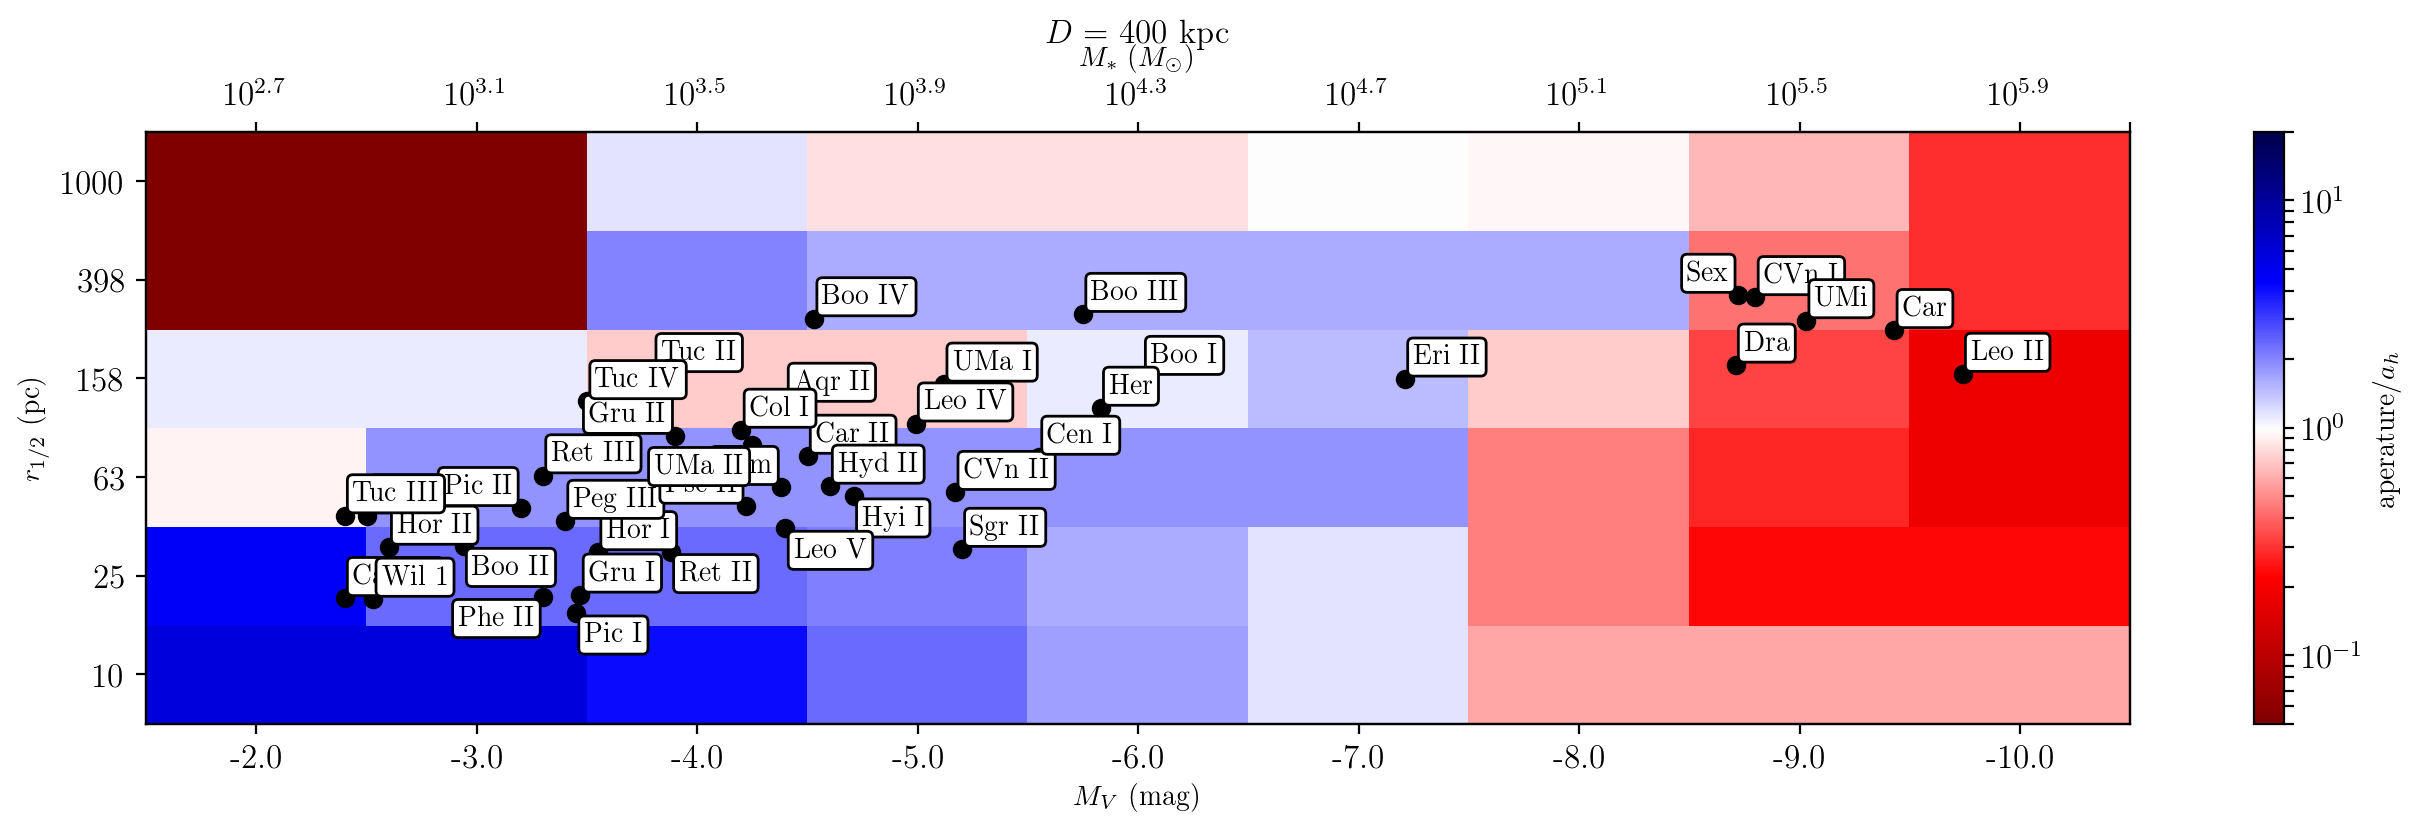 D = 400 kpc
M* (M⊙)
10^2.7 10^3.1 10^3.5 10^3.9 10^4.3 10^4.7 10^5.1 10^5.5 10^5.9
1000
398
158
63
25
10
r1/2 (pc)
Sex
CVn I
UMi
Car
Boo IV
Boo III
Dra
Leo II
Tuc II
UMa I
Boo I
Eri II
Tuc IV
Aqr II
Her
Gru II
Col I
Leo IV
Car II
Cen I
Ret III
UMa II
Hyd II
CVn II
Tuc III
Pic II
Peg III
Hor II
Hor I
Hyi I
Sgr II
Leo V
Boo II
Wil 1
Gru I
Ret II
Phe II
Pic I
-2.0 -3.0 -4.0 -5.0 -6.0 -7.0 -8.0 -9.0 -10.0
MV (mag)
10^1
10^0
10^-1
aperature/ah